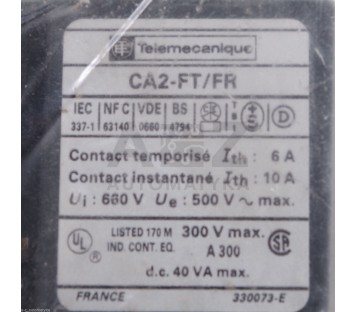 Telemecanique
CA2-FT/FR
IEC NFC VDE BS
337-1 63140 0660 4794 D
Contact temporisé Ith : 6 A
Contact instantané Ith : 10 A
Ui : 660 V Ue : 500 V ~ max.
UL LISTED 170 M 300 V max.
IND. CONT. EQ. A 300
d.c. 40 VA max.
FRANCE 330073-E